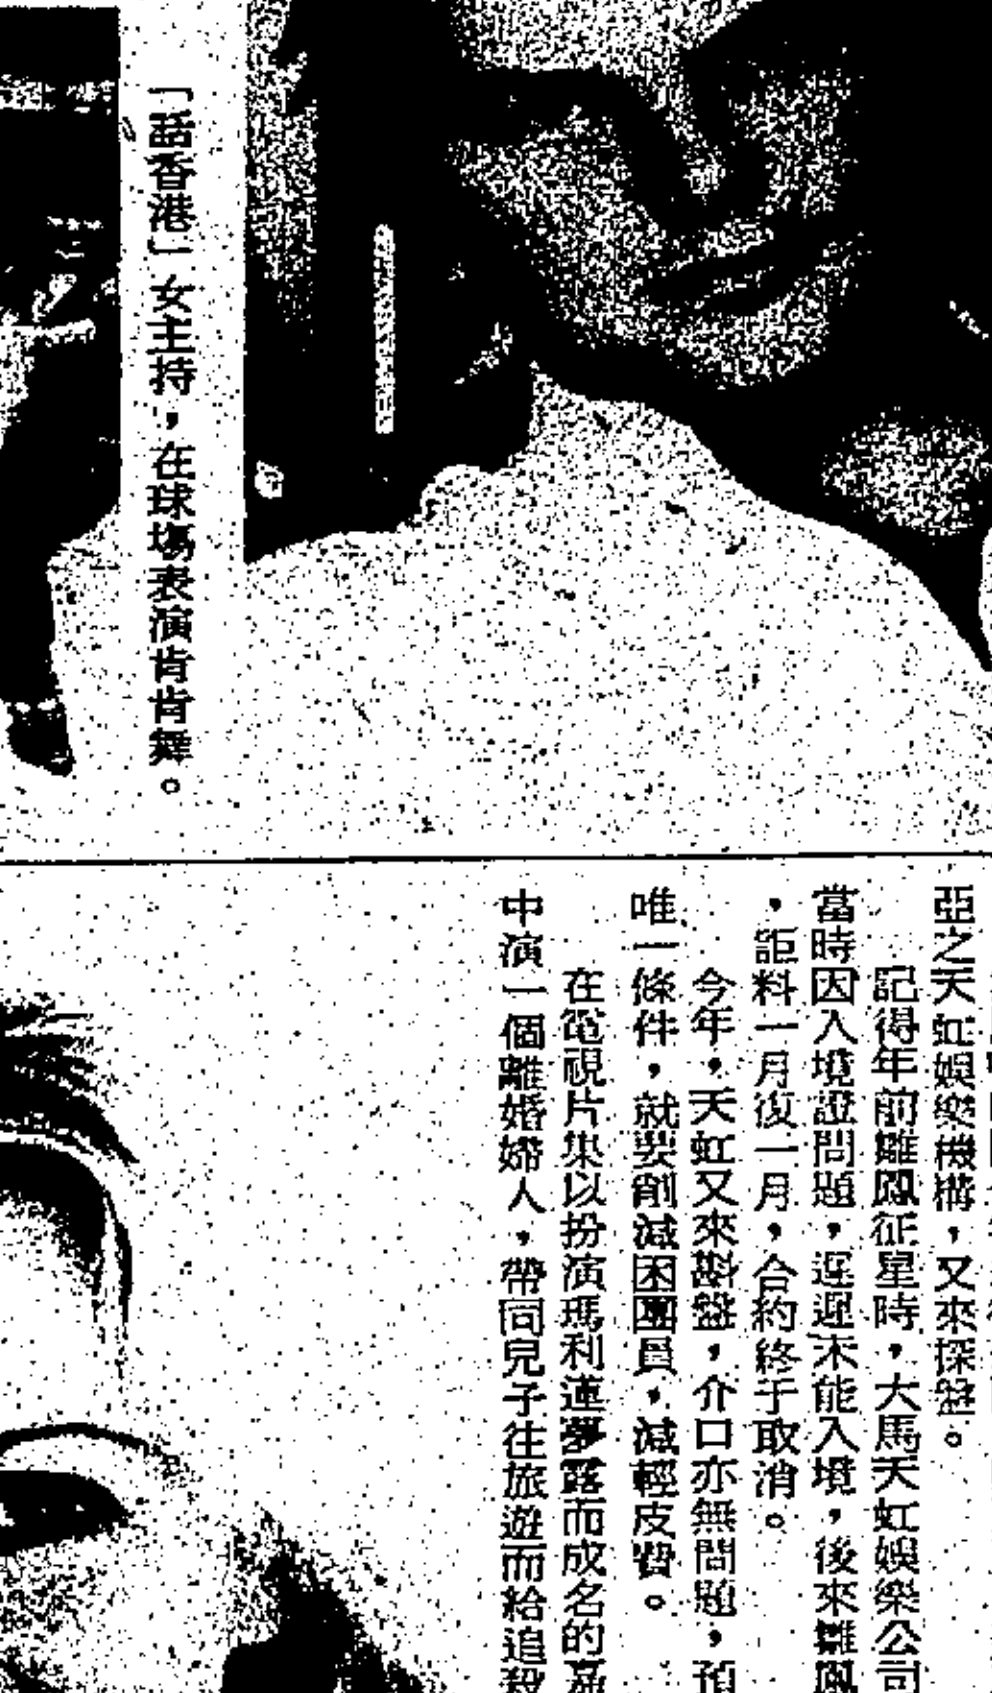 「話香港」女主持，在球塲表演肯肯舞。
亞之天虹娛樂機構，又來探盤。
記得年前雛鳳征星時，大馬天虹娛樂公司
當時因入境證問題，遲遲未能入境，後來雛鳳
，詎料一月復一月，合約終于取消。
今年，天虹又來斟盤，介口亦無問題，預
唯一條件，就要削減困團員，減輕皮費。
在電視片集以扮演瑪利蓮夢露而成名的嘉
中演一個離婚婦人，帶同兒子往旅遊而給追殺